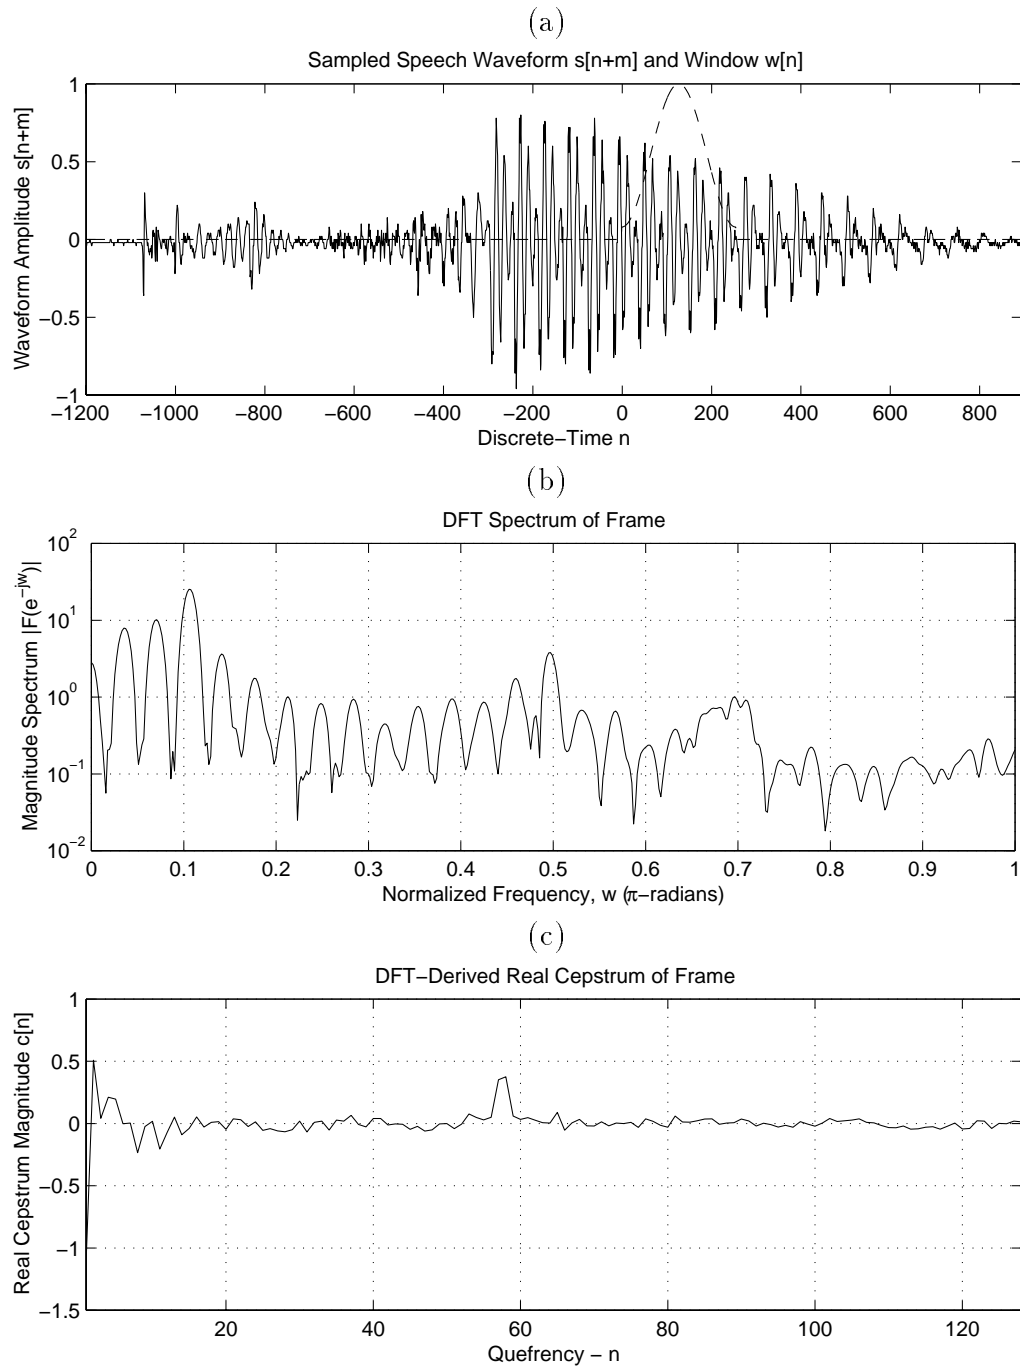 (a)
Sampled Speech Waveform s[n+m] and Window w[n]
Waveform Amplitude s[n+m]
1
0.5
0
−0.5
−1
−1200 −1000 −800 −600 −400 −200 0 200 400 600 800
Discrete−Time n
(b)
DFT Spectrum of Frame
Magnitude Spectrum |F(e^−jw)|
10^2
10^1
10^0
10^−1
10^−2
0 0.1 0.2 0.3 0.4 0.5 0.6 0.7 0.8 0.9 1
Normalized Frequency, w (π−radians)
(c)
DFT−Derived Real Cepstrum of Frame
Real Cepstrum Magnitude c[n]
1
0.5
0
−0.5
−1
−1.5
20 40 60 80 100 120
Quefrency − n